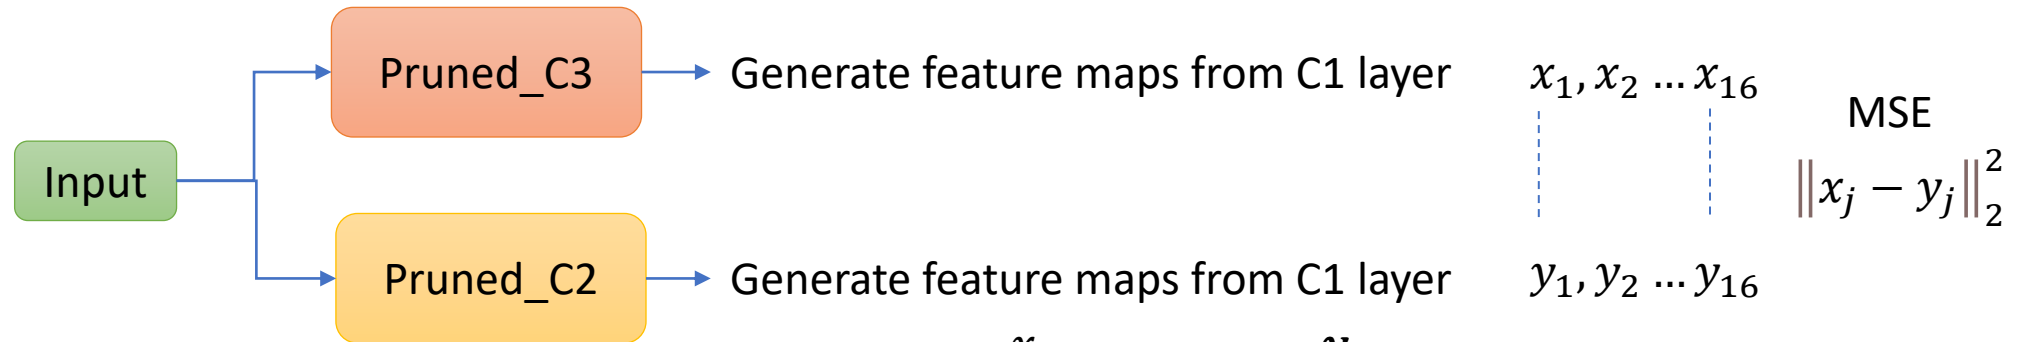 Pruned_C3
Generate feature maps from C1 layer
x₁, x₂ ... x₁₆
MSE
Input
‖xⱼ − yⱼ‖₂²
Pruned_C2
Generate feature maps from C1 layer
y₁, y₂ ... y₁₆